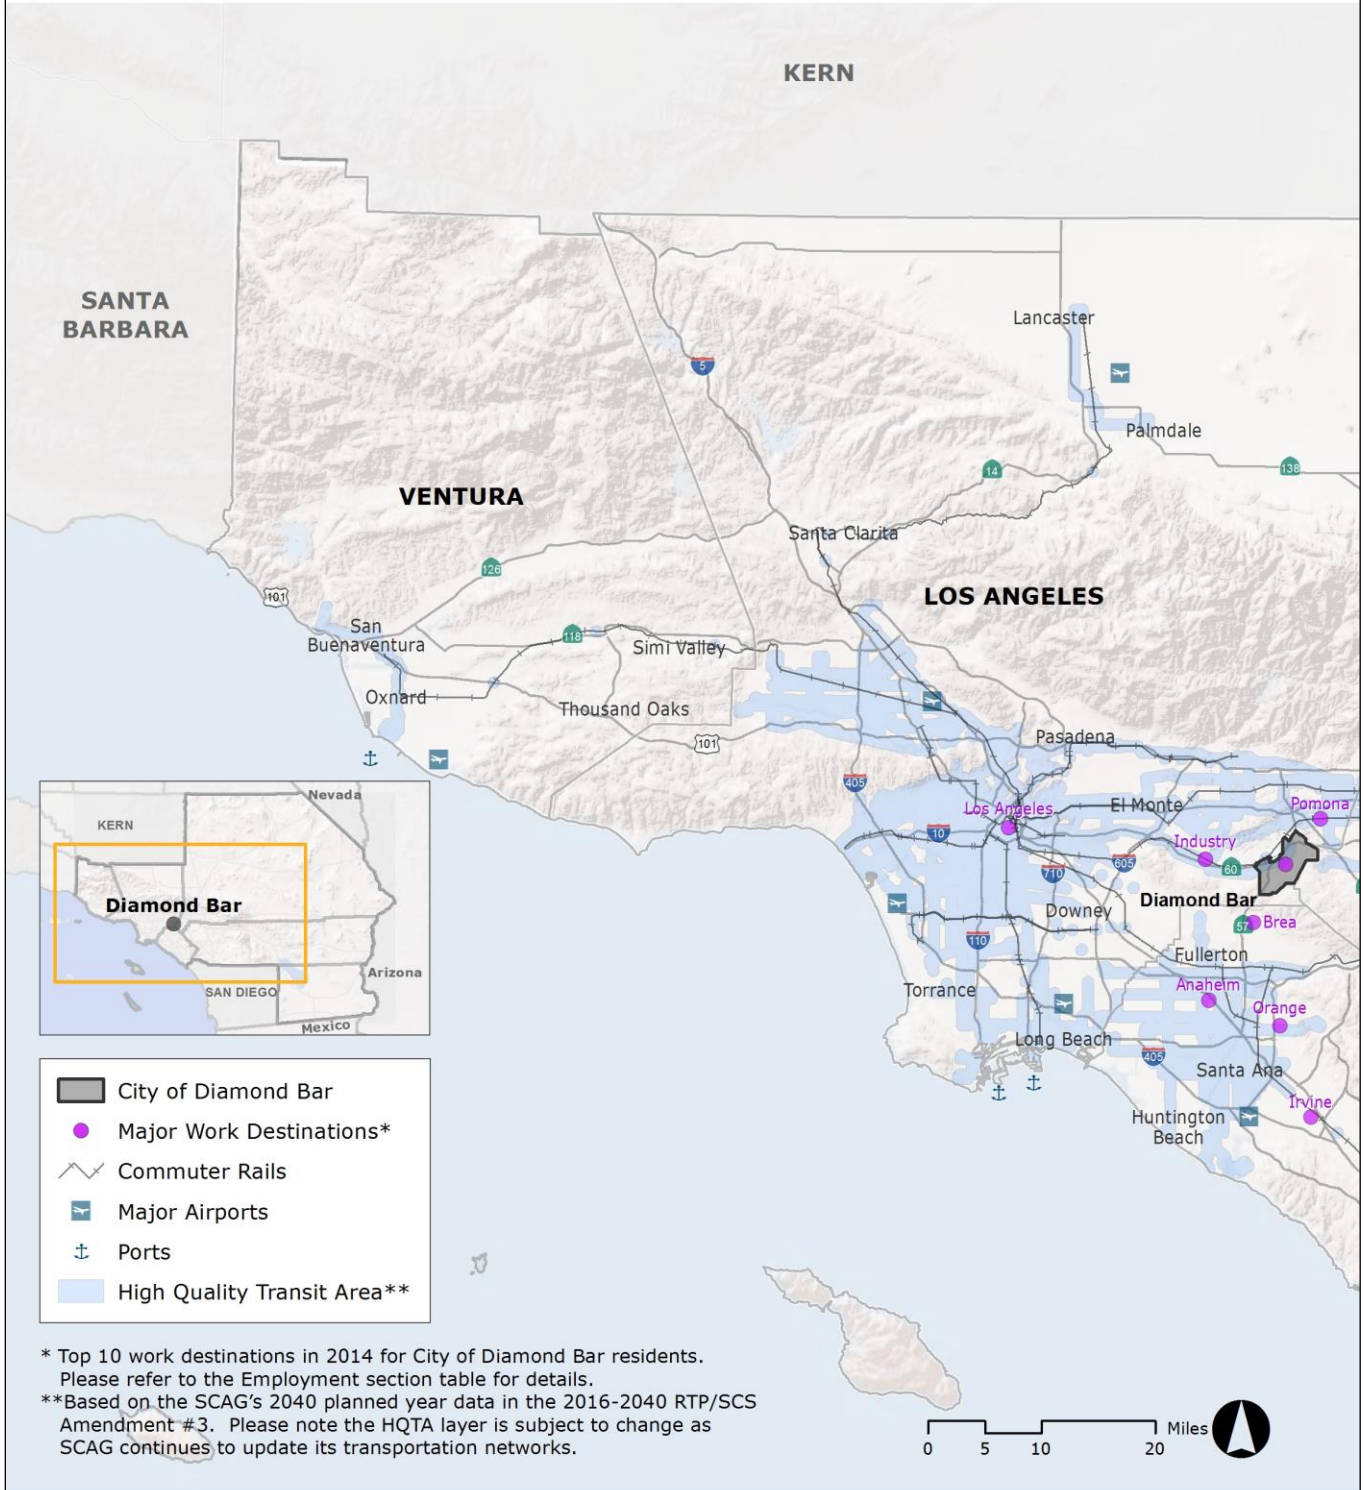 KERN
SANTA
BARBARA
Lancaster
5
Palmdale
14
138
VENTURA
Santa Clarita
126
LOS ANGELES
101
San
Buenaventura
118
Simi Valley
Oxnard
Thousand Oaks
101
Pasadena
405
Los Angeles
El Monte
Pomona
10
Industry
605
60
710
Diamond Bar
Downey
57
Brea
110
Fullerton
Anaheim
Torrance
Orange
Long Beach
405
Santa Ana
Irvine
Huntington
Beach
Nevada
KERN
Diamond Bar
Arizona
SAN DIEGO
Mexico
City of Diamond Bar
Major Work Destinations*
Commuter Rails
Major Airports
Ports
High Quality Transit Area**
* Top 10 work destinations in 2014 for City of Diamond Bar residents.
Please refer to the Employment section table for details.
**Based on the SCAG's 2040 planned year data in the 2016-2040 RTP/SCS
Amendment #3. Please note the HQTA layer is subject to change as
SCAG continues to update its transportation networks.
Miles
0 5 10 20